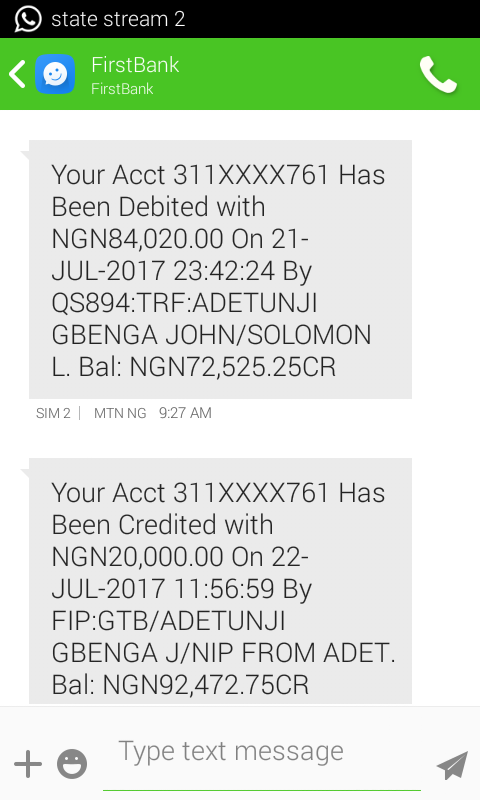 state stream 2
FirstBank
FirstBank
Your Acct 311XXXX761 Has
Been Debited with
NGN84,020.00 On 21-
JUL-2017 23:42:24 By
QS894:TRF:ADETUNJI
GBENGA JOHN/SOLOMON
L. Bal: NGN72,525.25CR
SIM 2 | MTN NG 9:27 AM
Your Acct 311XXXX761 Has
Been Credited with
NGN20,000.00 On 22-
JUL-2017 11:56:59 By
FIP:GTB/ADETUNJI
GBENGA J/NIP FROM ADET.
Bal: NGN92,472.75CR
Type text message